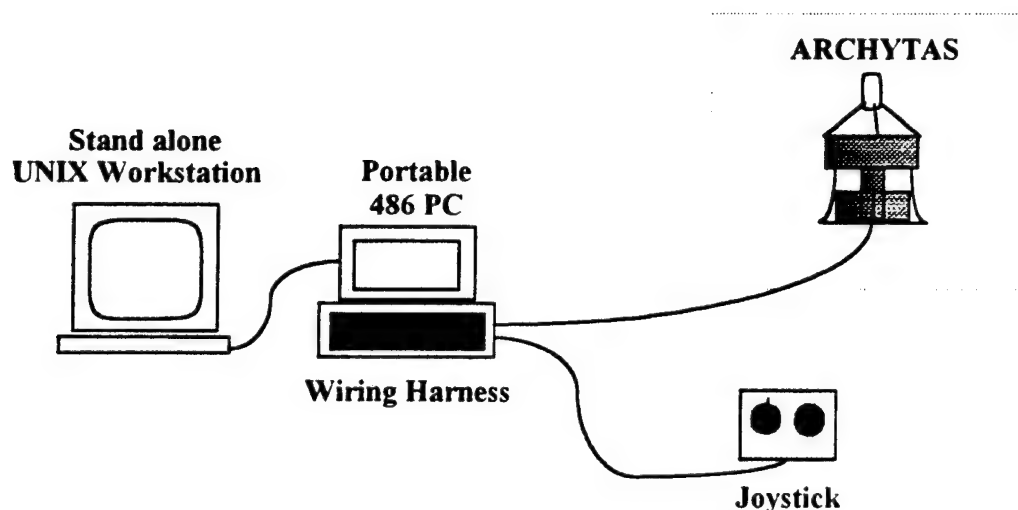 ARCHYTAS
Stand alone
UNIX Workstation
Portable
486 PC
Wiring Harness
Joystick